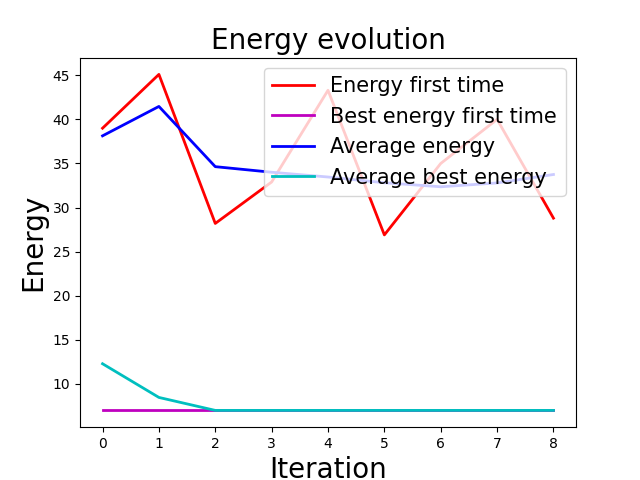 Energy evolution
Energy
45
40
35
30
25
20
15
10
Energy first time
Best energy first time
Average energy
Average best energy
0 1 2 3 4 5 6 7 8
Iteration